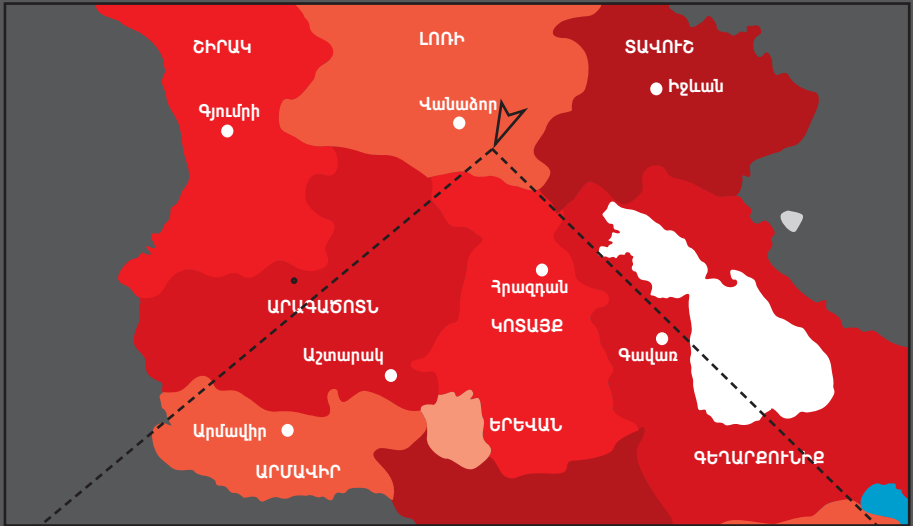 ՇԻՐԱԿ
ԼՈՌԻ
ՏԱՎՈՒՇ
Գյումրի
Վանաձոր
Իջևան
Հրազդան
ԱՐԱԳԱԾՈՏՆ
ԿՈՏԱՅՔ
Աշտարակ
Գավառ
Արմավիր
ԵՐԵՎԱՆ
ԱՐՄԱՎԻՐ
ԳԵՂԱՐՔՈՒՆԻՔ